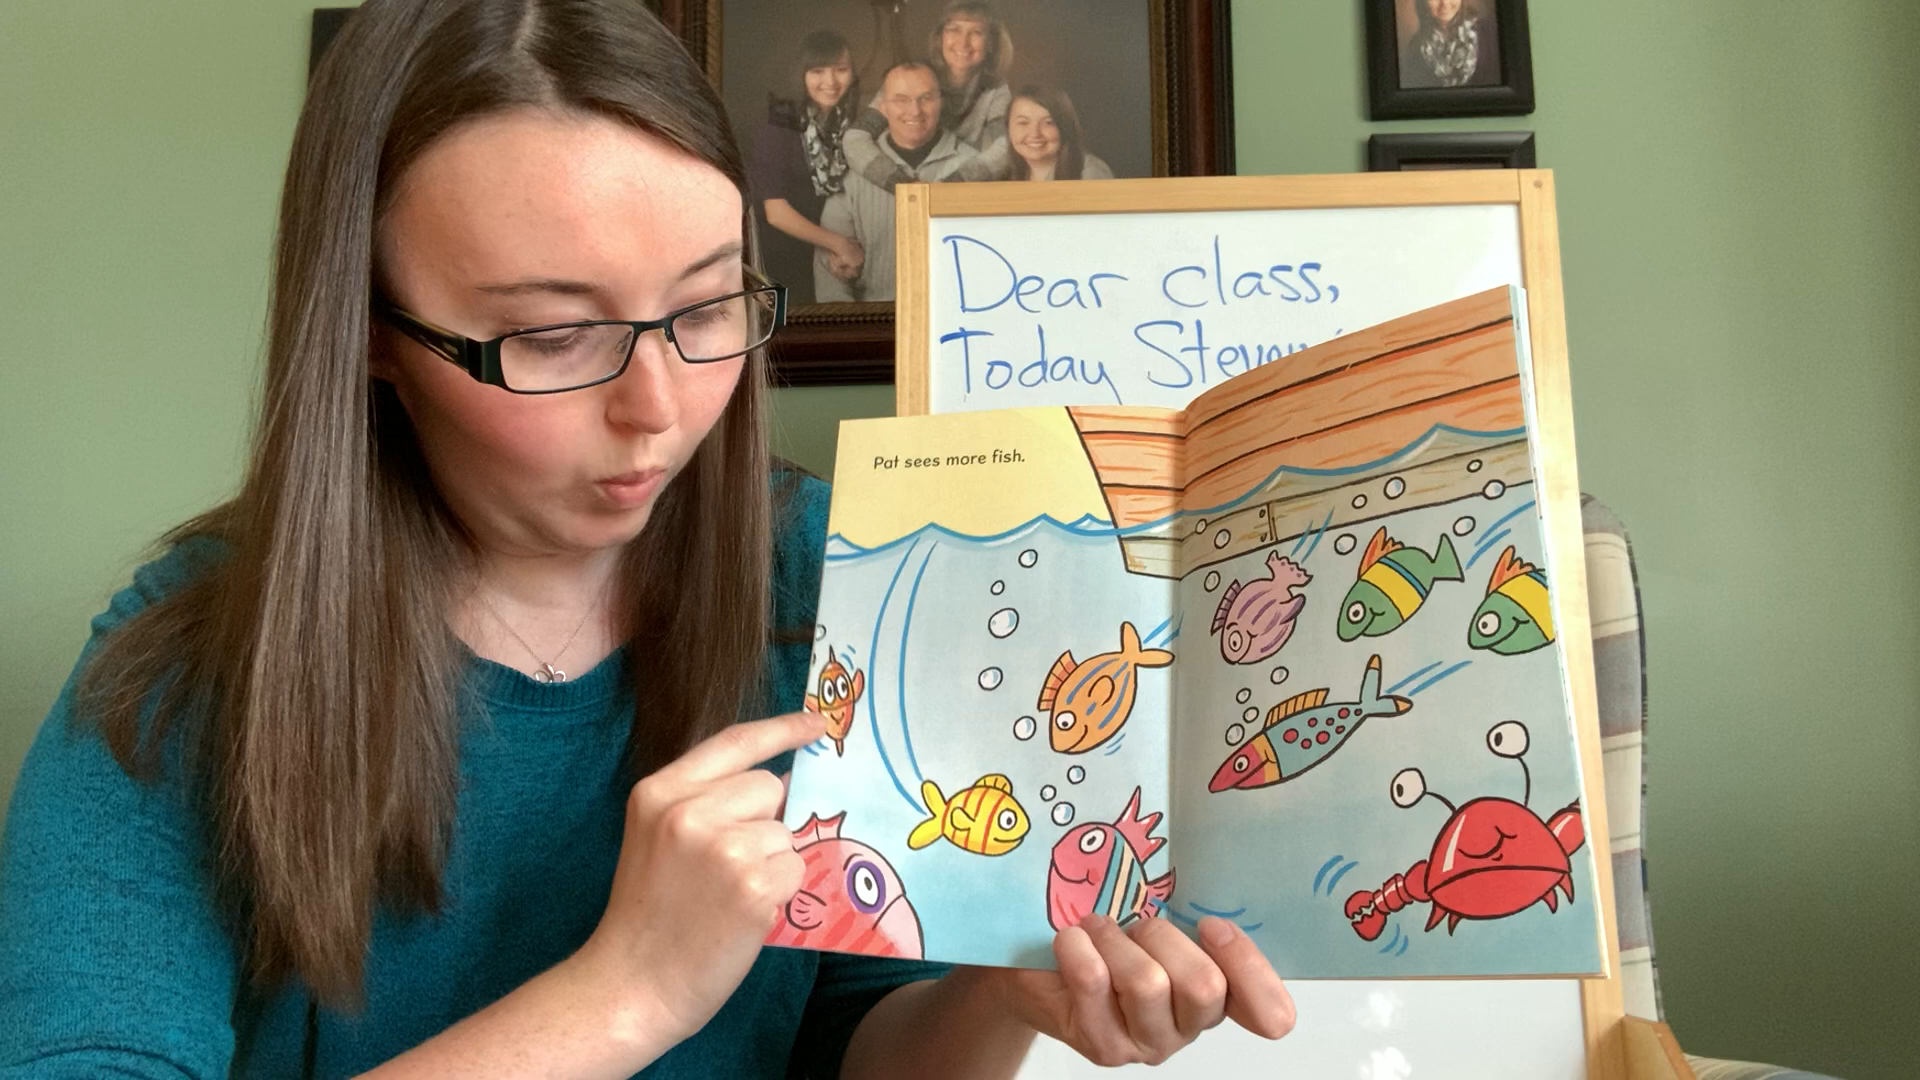 Dear class,
Today
Pat sees more fish.